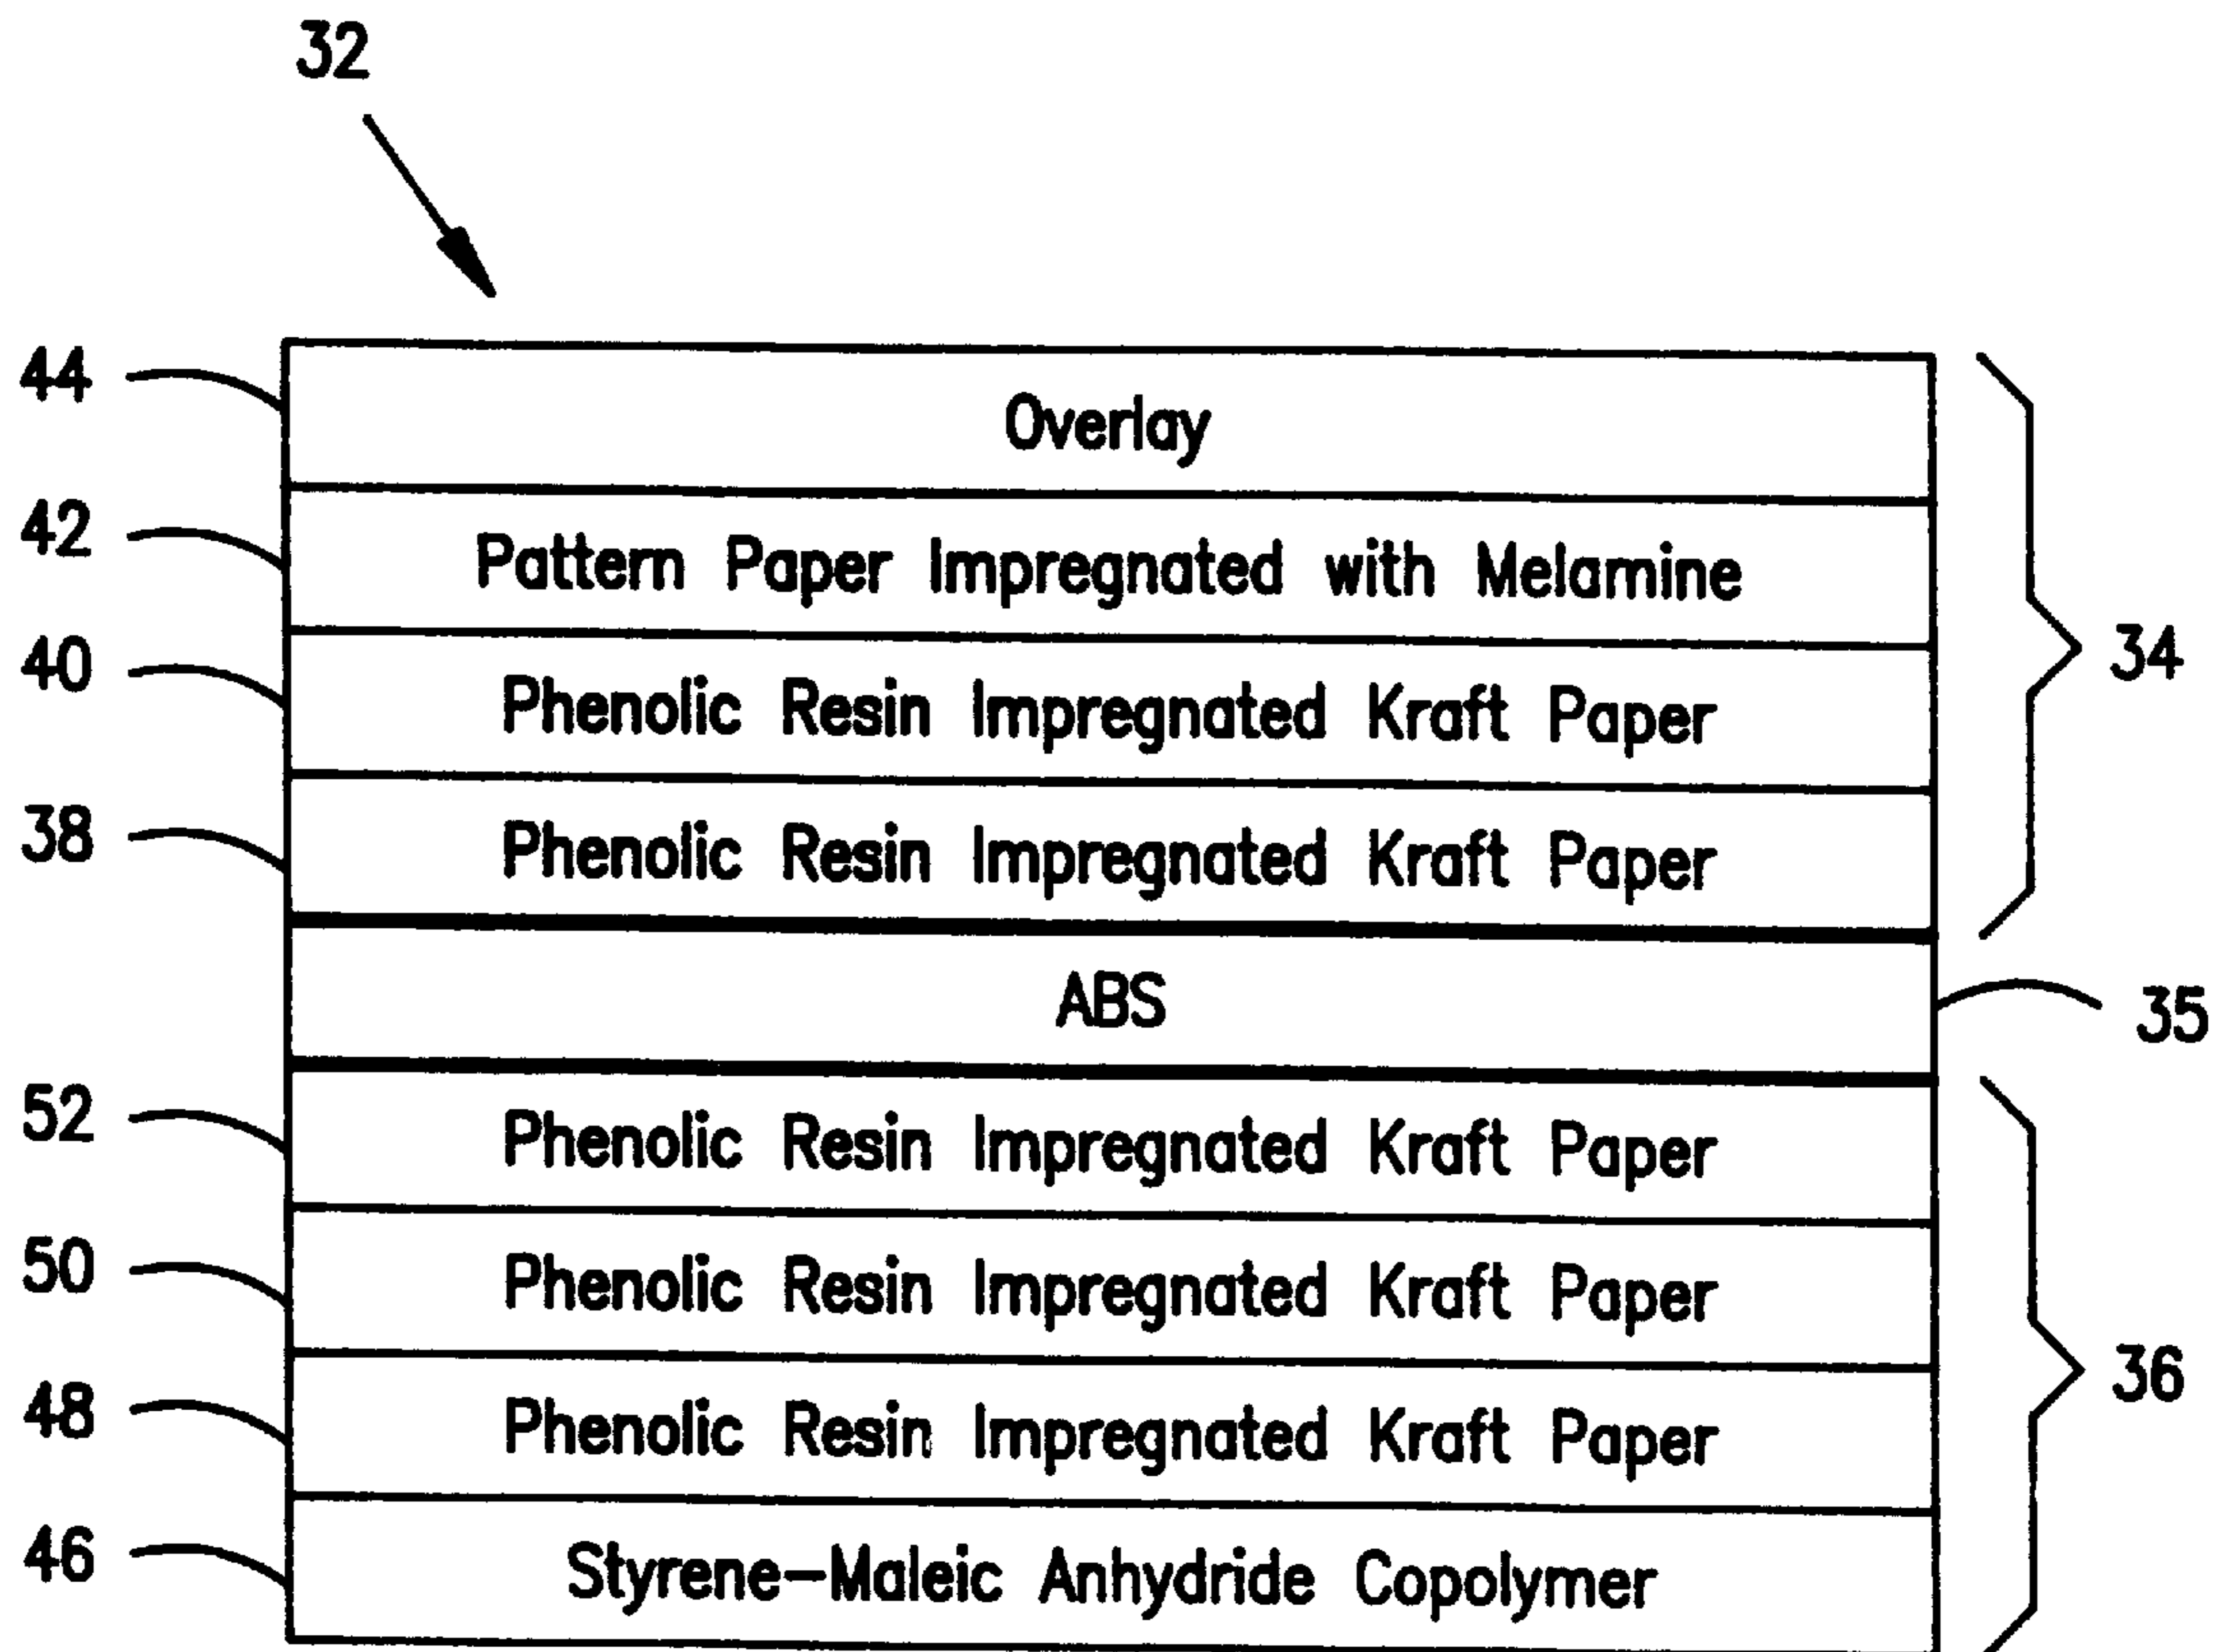 32
44
Overlay
42
Pattern Paper Impregnated with Melamine
40
Phenolic Resin Impregnated Kraft Paper
34
38
Phenolic Resin Impregnated Kraft Paper
ABS
35
52
Phenolic Resin Impregnated Kraft Paper
50
Phenolic Resin Impregnated Kraft Paper
36
48
Phenolic Resin Impregnated Kraft Paper
46
Styrene-Maleic Anhydride Copolymer